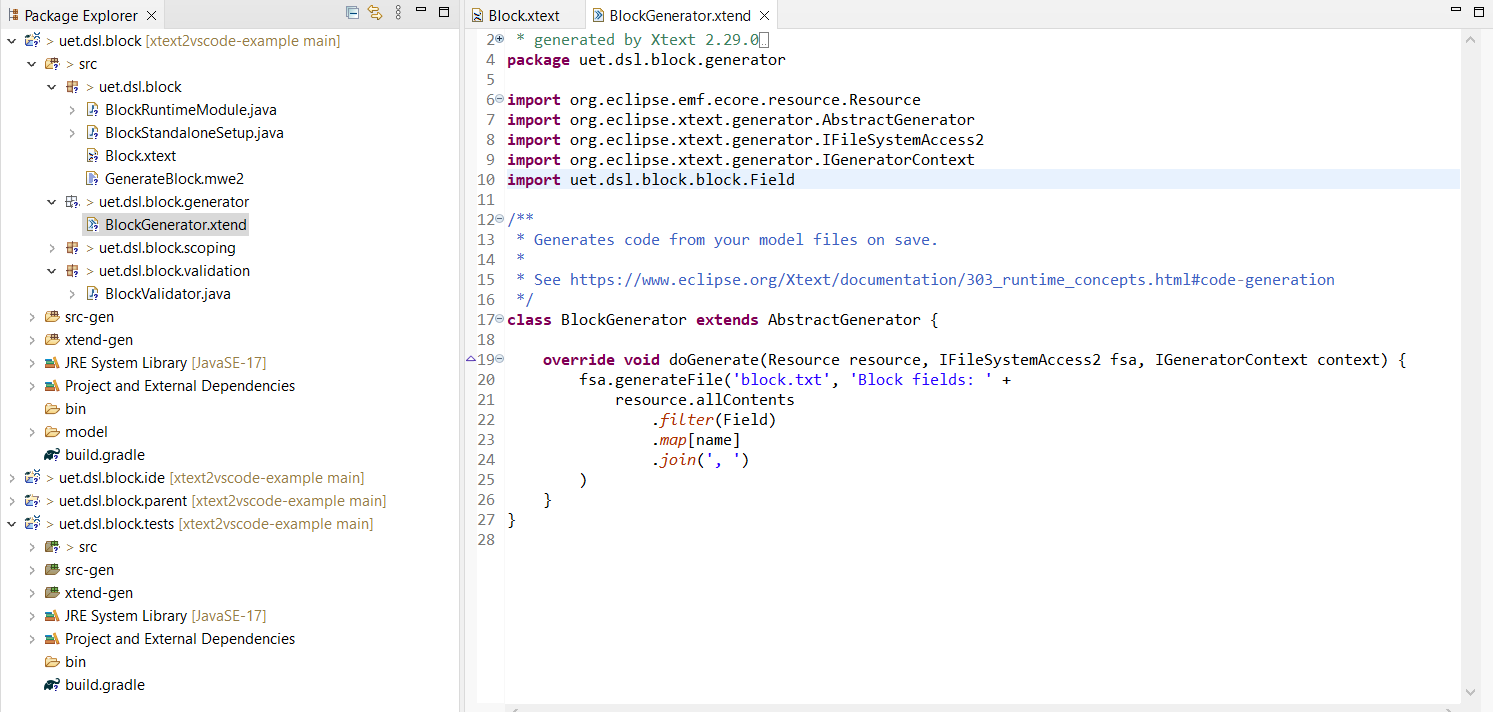 Package Explorer
> uet.dsl.block [xtext2vscode-example main]
> src
> uet.dsl.block
BlockRuntimeModule.java
BlockStandaloneSetup.java
Block.xtext
GenerateBlock.mwe2
> uet.dsl.block.generator
BlockGenerator.xtend
> uet.dsl.block.scoping
> uet.dsl.block.validation
BlockValidator.java
src-gen
xtend-gen
JRE System Library [JavaSE-17]
Project and External Dependencies
bin
model
build.gradle
> uet.dsl.block.ide [xtext2vscode-example main]
> uet.dsl.block.parent [xtext2vscode-example main]
> uet.dsl.block.tests [xtext2vscode-example main]
> src
src-gen
xtend-gen
JRE System Library [JavaSE-17]
Project and External Dependencies
bin
build.gradle
Block.xtext
BlockGenerator.xtend
2 * generated by Xtext 2.29.0
4 package uet.dsl.block.generator
5
6 import org.eclipse.emf.ecore.resource.Resource
7 import org.eclipse.xtext.generator.AbstractGenerator
8 import org.eclipse.xtext.generator.IFileSystemAccess2
9 import org.eclipse.xtext.generator.IGeneratorContext
10 import uet.dsl.block.block.Field
11
12 /**
13 * Generates code from your model files on save.
14 *
15 * See https://www.eclipse.org/Xtext/documentation/303_runtime_concepts.html#code-generation
16 */
17 class BlockGenerator extends AbstractGenerator {
18
19 override void doGenerate(Resource resource, IFileSystemAccess2 fsa, IGeneratorContext context) {
20 fsa.generateFile('block.txt', 'Block fields: ' +
21 resource.allContents
22 .filter(Field)
23 .map[name]
24 .join(', ')
25 )
26 }
27 }
28